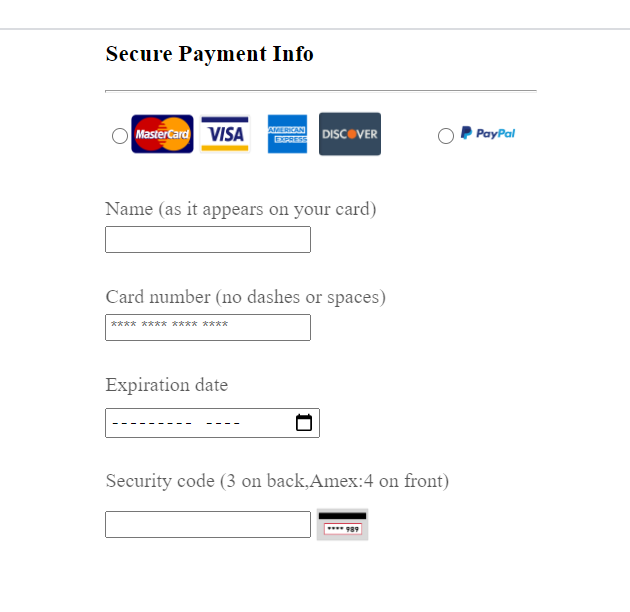 Secure Payment Info
MasterCard VISA AMERICAN EXPRESS DISCOVER PayPal
Name (as it appears on your card)
Card number (no dashes or spaces)
**** **** **** ****
Expiration date
--------- ----
Security code (3 on back,Amex:4 on front)
**** 989